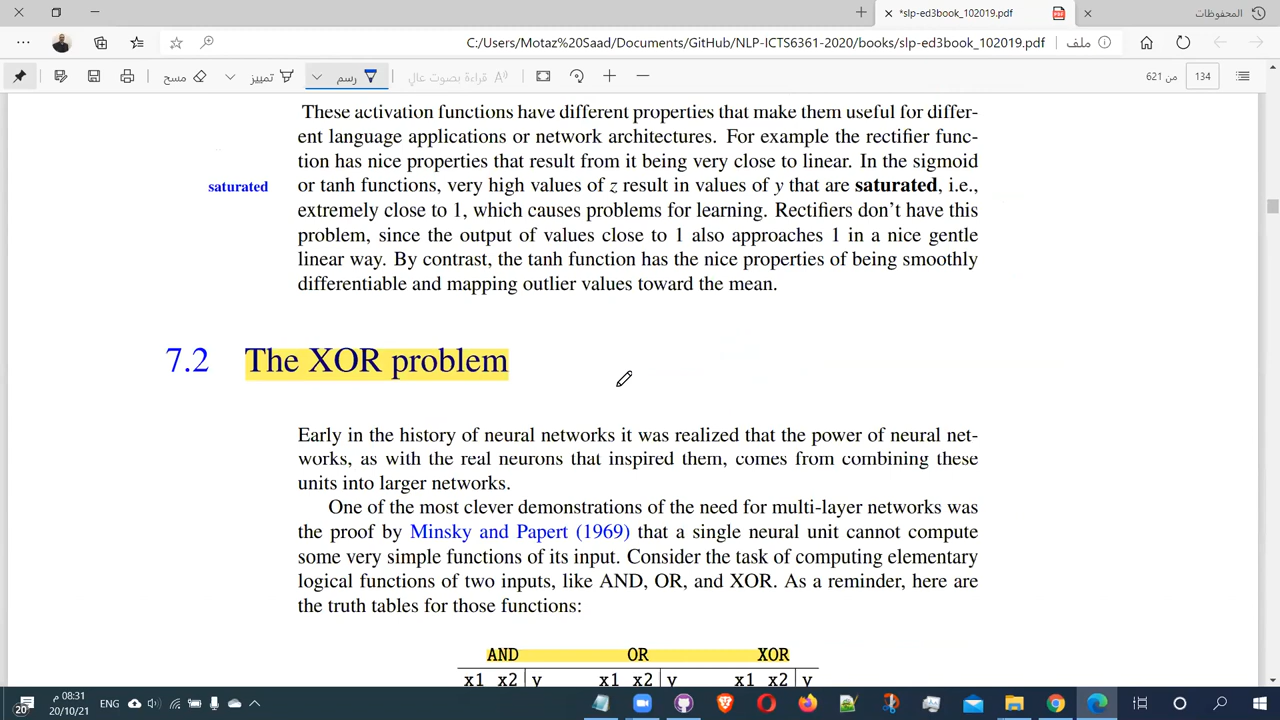 *slp-ed3book_102019.pdf
المحفوظات
C:/Users/Motaz%20Saad/Documents/GitHub/NLP-ICTS6361-2020/books/slp-ed3book_102019.pdf
ملف
مسح
تمييز
رسم
قراءة بصوت عالٍ
134
من 621
These activation functions have different properties that make them useful for differ-
ent language applications or network architectures. For example the rectifier func-
tion has nice properties that result from it being very close to linear. In the sigmoid
saturated
or tanh functions, very high values of z result in values of y that are saturated, i.e.,
extremely close to 1, which causes problems for learning. Rectifiers don't have this
problem, since the output of values close to 1 also approaches 1 in a nice gentle
linear way. By contrast, the tanh function has the nice properties of being smoothly
differentiable and mapping outlier values toward the mean.
7.2 The XOR problem
Early in the history of neural networks it was realized that the power of neural net-
works, as with the real neurons that inspired them, comes from combining these
units into larger networks.
One of the most clever demonstrations of the need for multi-layer networks was
the proof by Minsky and Papert (1969) that a single neural unit cannot compute
some very simple functions of its input. Consider the task of computing elementary
logical functions of two inputs, like AND, OR, and XOR. As a reminder, here are
the truth tables for those functions:
AND OR XOR
x1 x2 y x1 x2 y x1 x2 y
20
08:31 م
20/10/21
ENG